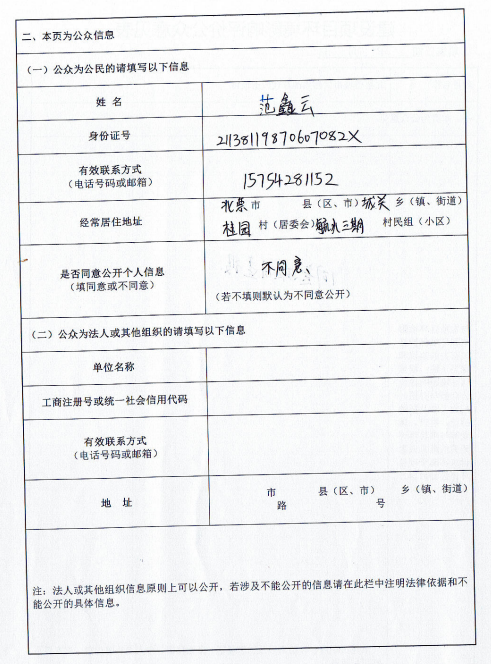 二、本页为公众信息
（一）公众为公民的请填写以下信息
姓 名 范鑫云
身份证号 21138119870607082X
有效联系方式
（电话号码或邮箱） 15754281152
经常居住地址 北票市 县（区、市）城关乡（镇、街道）
桂园村（居委会） 三期 村民组（小区）
是否同意公开个人信息
（填同意或不同意） 不同意、
（若不填则默认为不同意公开）
（二）公众为法人或其他组织的请填写以下信息
单位名称
工商注册号或统一社会信用代码
有效联系方式
（电话号码或邮箱）
地 址 市 县（区、市） 乡（镇、街道）
路 号
注：法人或其他组织信息原则上可以公开，若涉及不能公开的信息请在此栏中注明法律依据和不
能公开的具体信息。